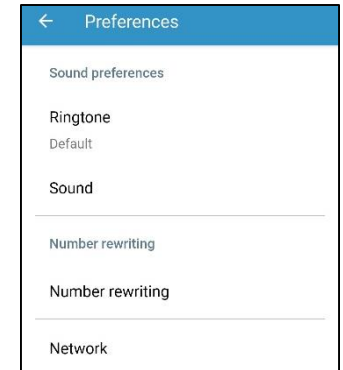 Preferences
Sound preferences
Ringtone
Default
Sound
Number rewriting
Number rewriting
Network